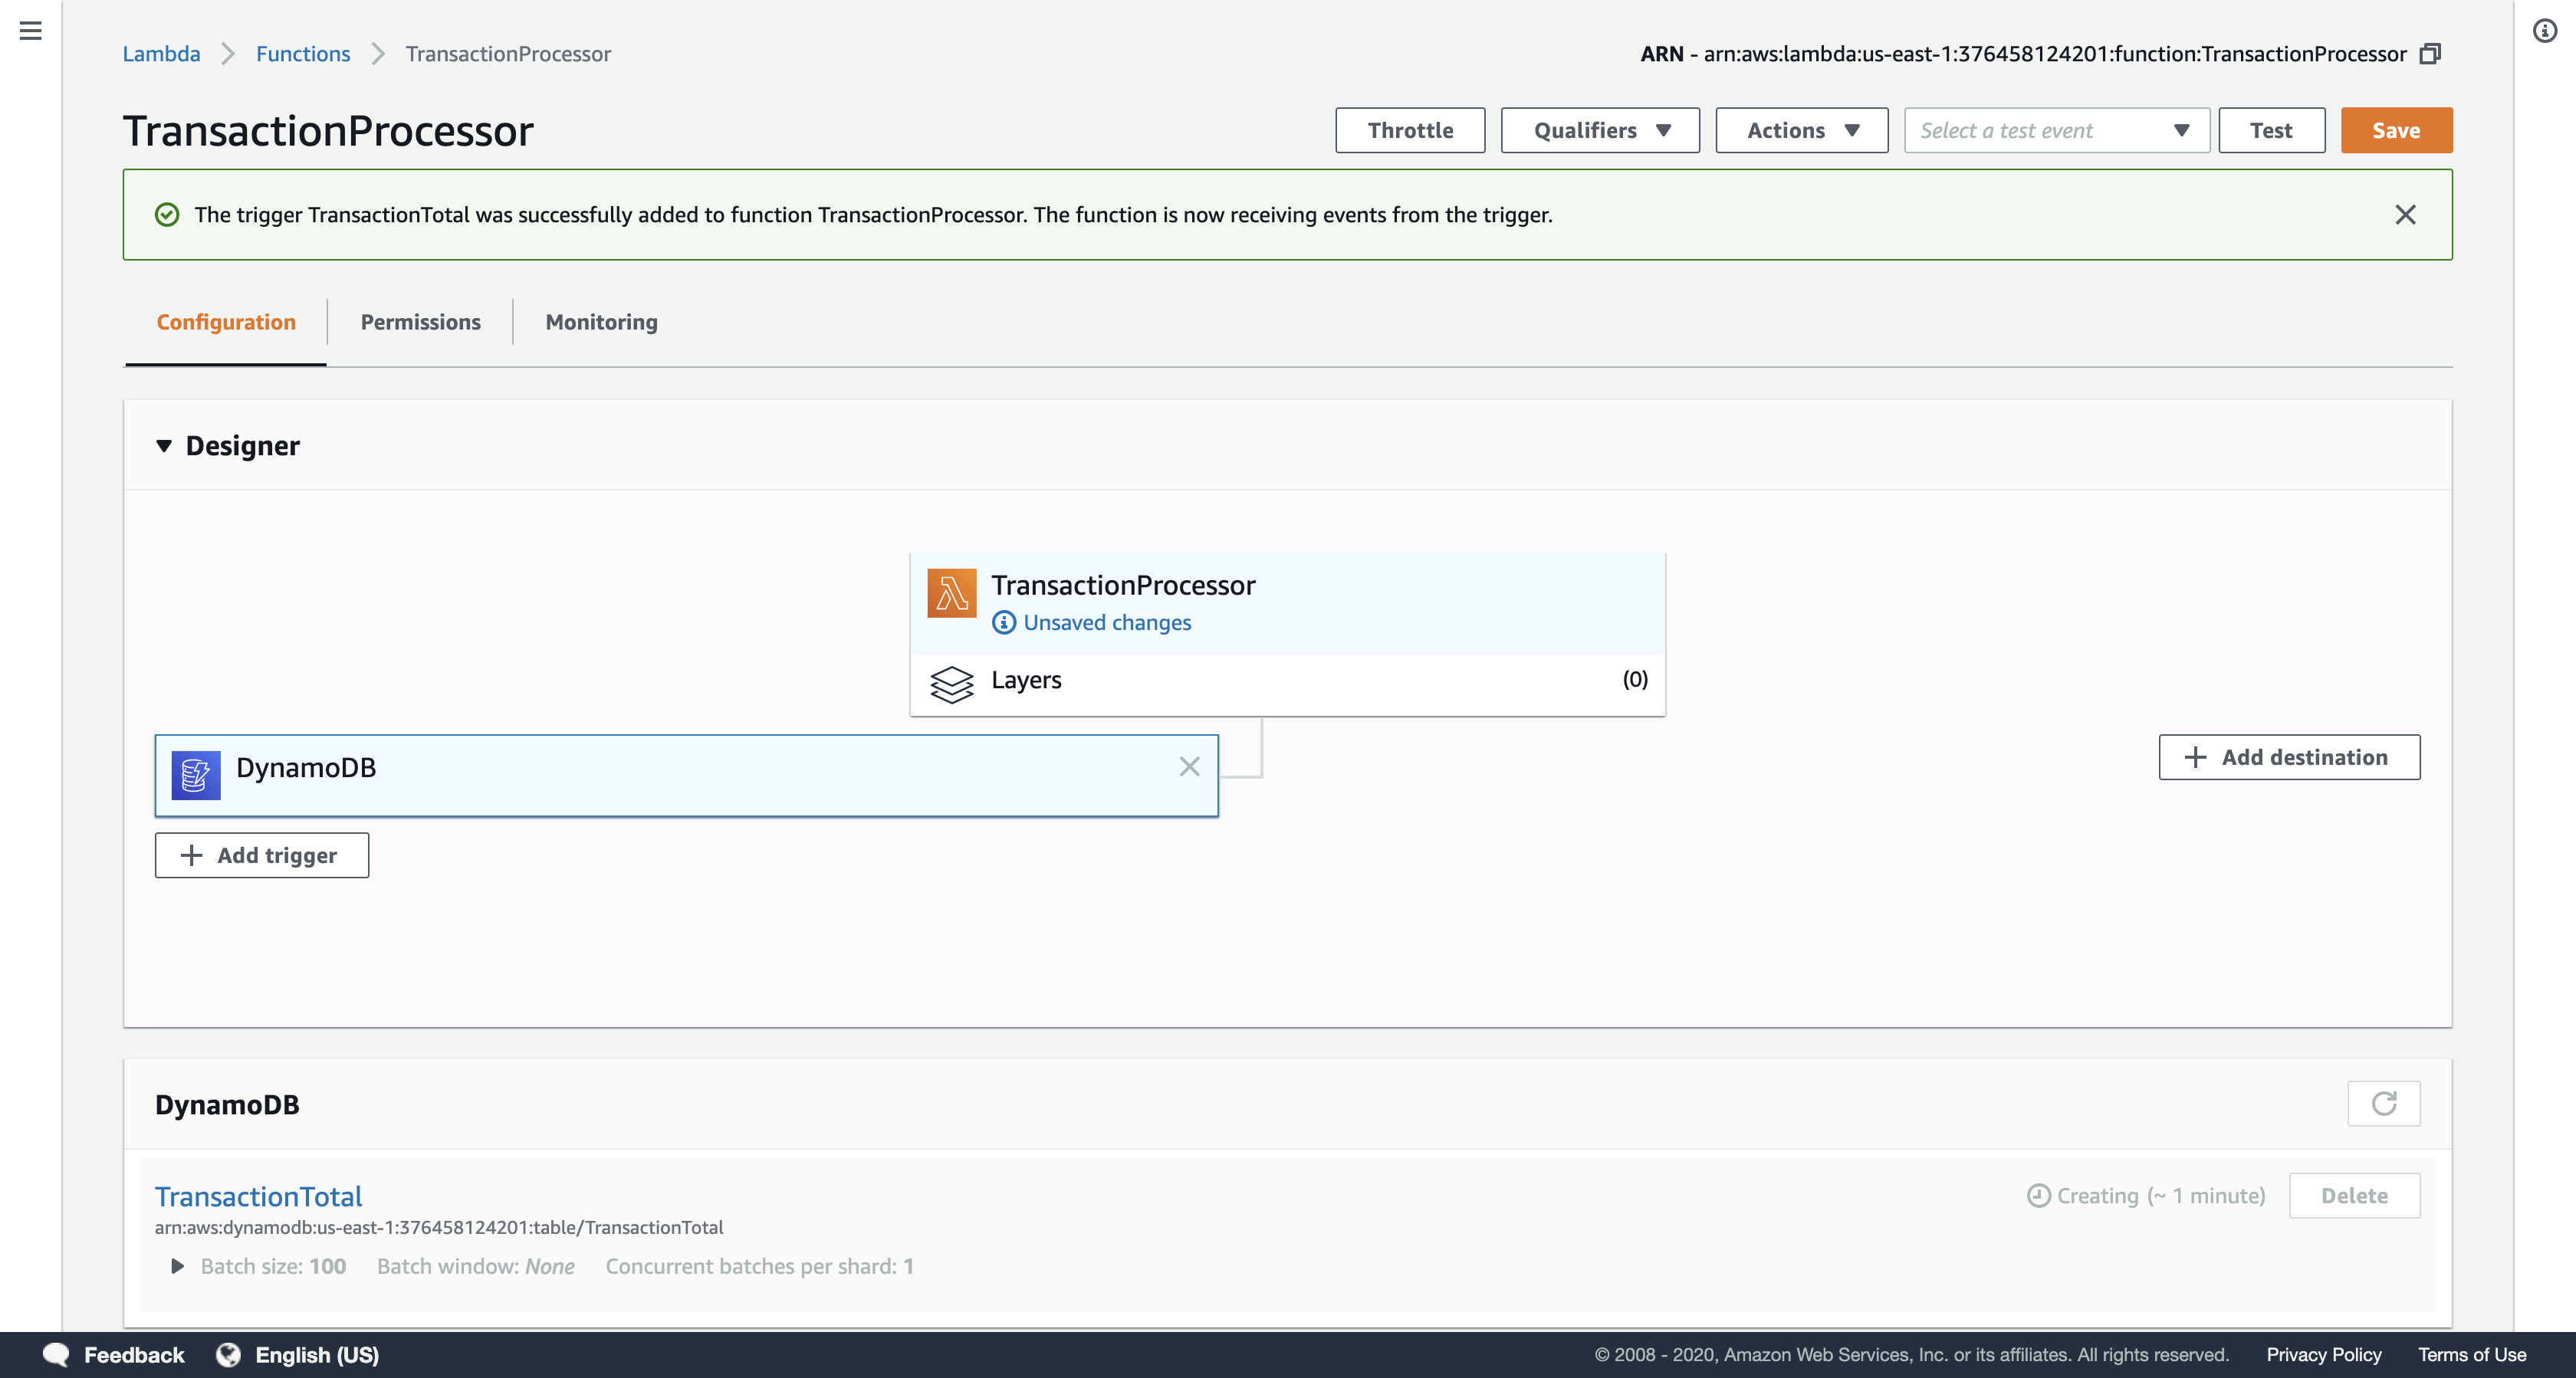 Lambda > Functions > TransactionProcessor
ARN - arn:aws:lambda:us-east-1:376458124201:function:TransactionProcessor
TransactionProcessor
Throttle
Qualifiers
Actions
Select a test event
Test
Save
The trigger TransactionTotal was successfully added to function TransactionProcessor. The function is now receiving events from the trigger.
Configuration
Permissions
Monitoring
Designer
TransactionProcessor
Unsaved changes
Layers (0)
DynamoDB
Add destination
Add trigger
DynamoDB
TransactionTotal
Creating (~ 1 minute)
Delete
arn:aws:dynamodb:us-east-1:376458124201:table/TransactionTotal
Batch size: 100 Batch window: None Concurrent batches per shard: 1
Feedback English (US)
© 2008 - 2020, Amazon Web Services, Inc. or its affiliates. All rights reserved. Privacy Policy Terms of Use